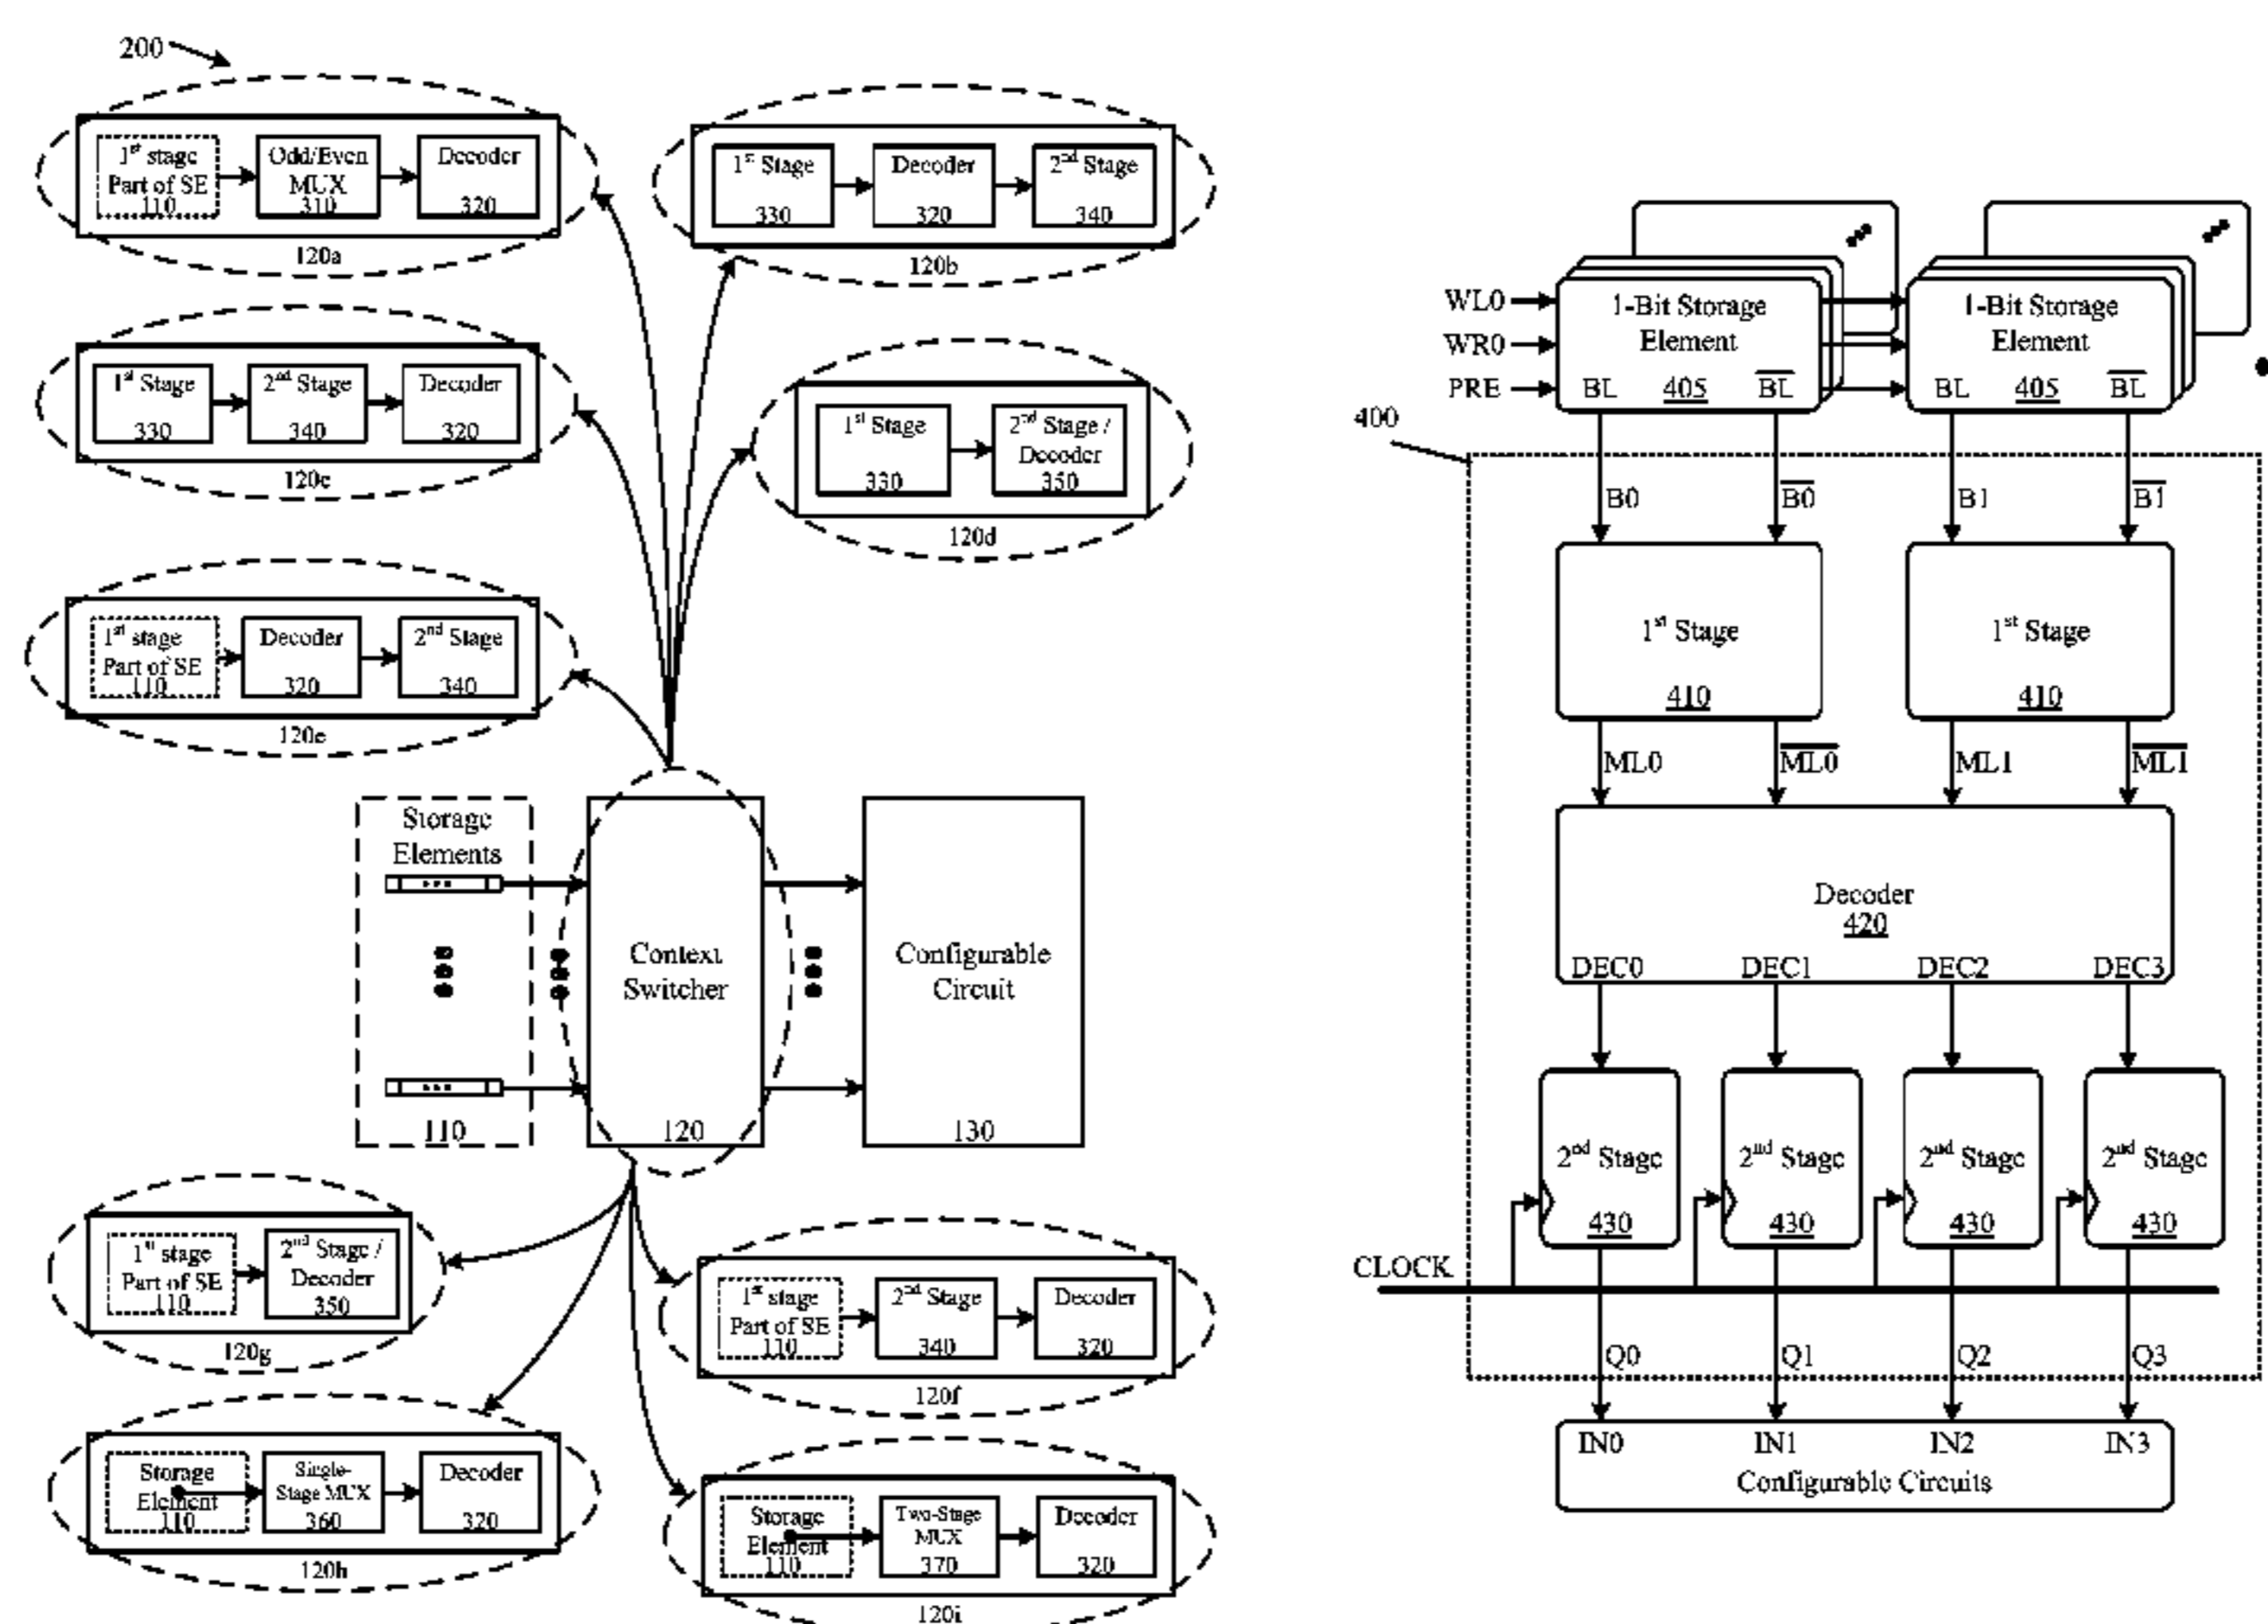 200
1st stage
Part of SE
110
Odd/Even
MUX
310
Decoder
320
120a
1st Stage
330
Decoder
320
2nd Stage
340
120b
1st Stage
330
2nd Stage
340
Decoder
320
120c
1st Stage
330
2nd Stage /
Decoder
350
120d
1st stage
Part of SE
110
Decoder
320
2nd Stage
340
120e
Storage
Elements
110
Context
Switcher
120
Configurable
Circuit
130
1st stage
Part of SE
110
2nd Stage /
Decoder
350
120g
1st stage
Part of SE
110
2nd Stage
340
Decoder
320
120f
Storage
Element
110
Single-
Stage MUX
360
Decoder
320
120h
Storage
Element
110
Two-Stage
MUX
370
Decoder
320
120i
WL0
WR0
PRE
1-Bit Storage
Element
BL 405 B̅L̅
1-Bit Storage
Element
BL 405 B̅L̅
400
B0 B̅0̅ B1 B̅1̅
1st Stage
410
1st Stage
410
ML0 M̅L̅0̅ ML1 M̅L̅1̅
Decoder
420
DEC0 DEC1 DEC2 DEC3
2nd Stage 2nd Stage 2nd Stage 2nd Stage
430 430 430 430
CLOCK
Q0 Q1 Q2 Q3
IN0 IN1 IN2 IN3
Configurable Circuits